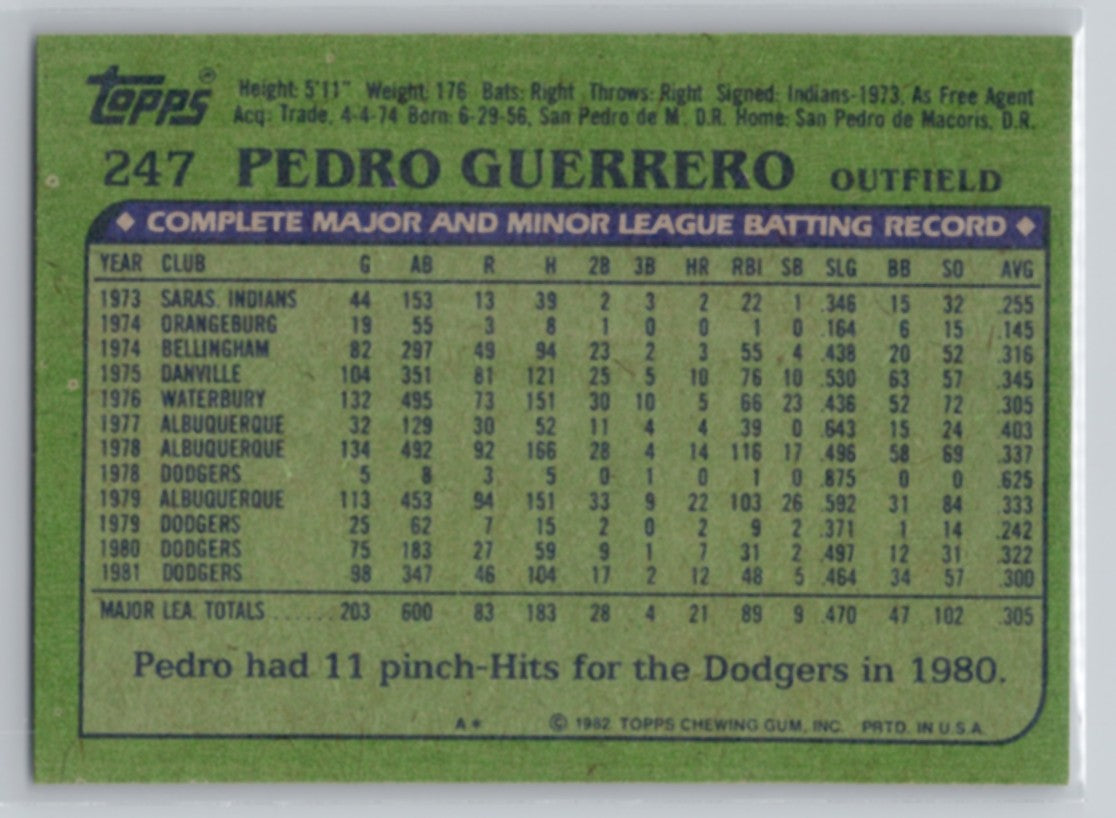 topps® Height: 5'11" Weight: 176 Bats: Right Throws: Right Signed: Indians-1973, As Free Agent
Acq: Trade, 4-4-74 Born: 6-29-56, San Pedro de M. D.R. Home: San Pedro de Macoris, D.R.
247 PEDRO GUERRERO OUTFIELD
◆ COMPLETE MAJOR AND MINOR LEAGUE BATTING RECORD ◆
YEAR CLUB G AB R H 2B 3B HR RBI SB SLG BB SO AVG
1973 SARAS. INDIANS 44 153 13 39 2 3 2 22 1 .346 15 32 .255
1974 ORANGEBURG 19 55 3 8 1 0 0 1 0 .164 6 15 .145
1974 BELLINGHAM 82 297 49 94 23 2 3 55 4 .438 20 52 .316
1975 DANVILLE 104 351 81 121 25 5 10 76 10 .530 63 57 .345
1976 WATERBURY 132 495 73 151 30 10 5 66 23 .436 52 72 .305
1977 ALBUQUERQUE 32 129 30 52 11 4 4 39 0 .643 15 24 .403
1978 ALBUQUERQUE 134 492 92 166 28 4 14 116 17 .496 58 69 .337
1978 DODGERS 5 8 3 5 0 1 0 1 0 .875 0 0 .625
1979 ALBUQUERQUE 113 453 94 151 33 9 22 103 26 .592 31 84 .333
1979 DODGERS 25 62 7 15 2 0 2 9 2 .371 1 14 .242
1980 DODGERS 75 183 27 59 9 1 7 31 2 .497 12 31 .322
1981 DODGERS 98 347 46 104 17 2 12 48 5 .464 34 57 .300
MAJOR LEA. TOTALS ...... 203 600 83 183 28 4 21 89 9 .470 47 102 .305
Pedro had 11 pinch-Hits for the Dodgers in 1980.
A* © 1982 TOPPS CHEWING GUM, INC. PRTD. IN U.S.A.